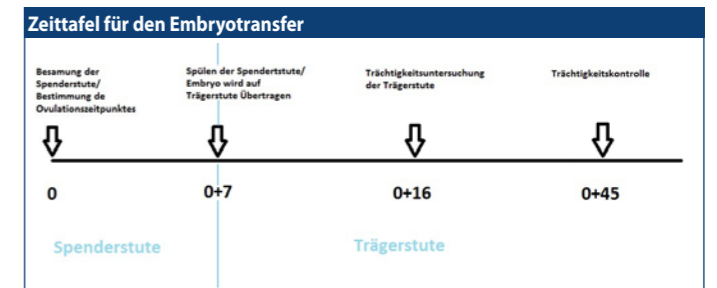 Zeittafel für den Embryotransfer
Besamung der
Spenderstute/
Bestimmung de
Ovulationszeitpunktes
Spülen der Spendertstute/
Embryo wird auf
Trägerstute Übertragen
Trächtigkeitsuntersuchung
der Trägerstute
Trächtigkeitskontrolle
0
0+7
0+16
0+45
Spenderstute
Trägerstute